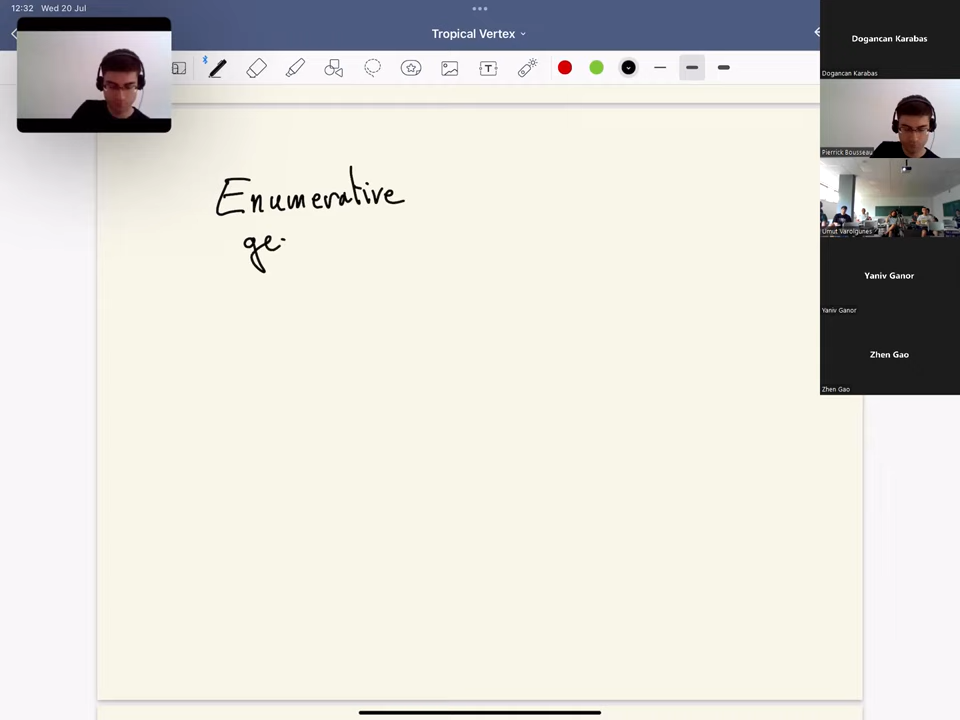 12:32 Wed 20 Jul
Tropical Vertex
Enumerative
ge
Dogancan Karabas
Dogancan Karabas
Pierrick Bousseau
Umut Varolgunes
Yaniv Ganor
Yaniv Ganor
Zhen Gao
Zhen Gao